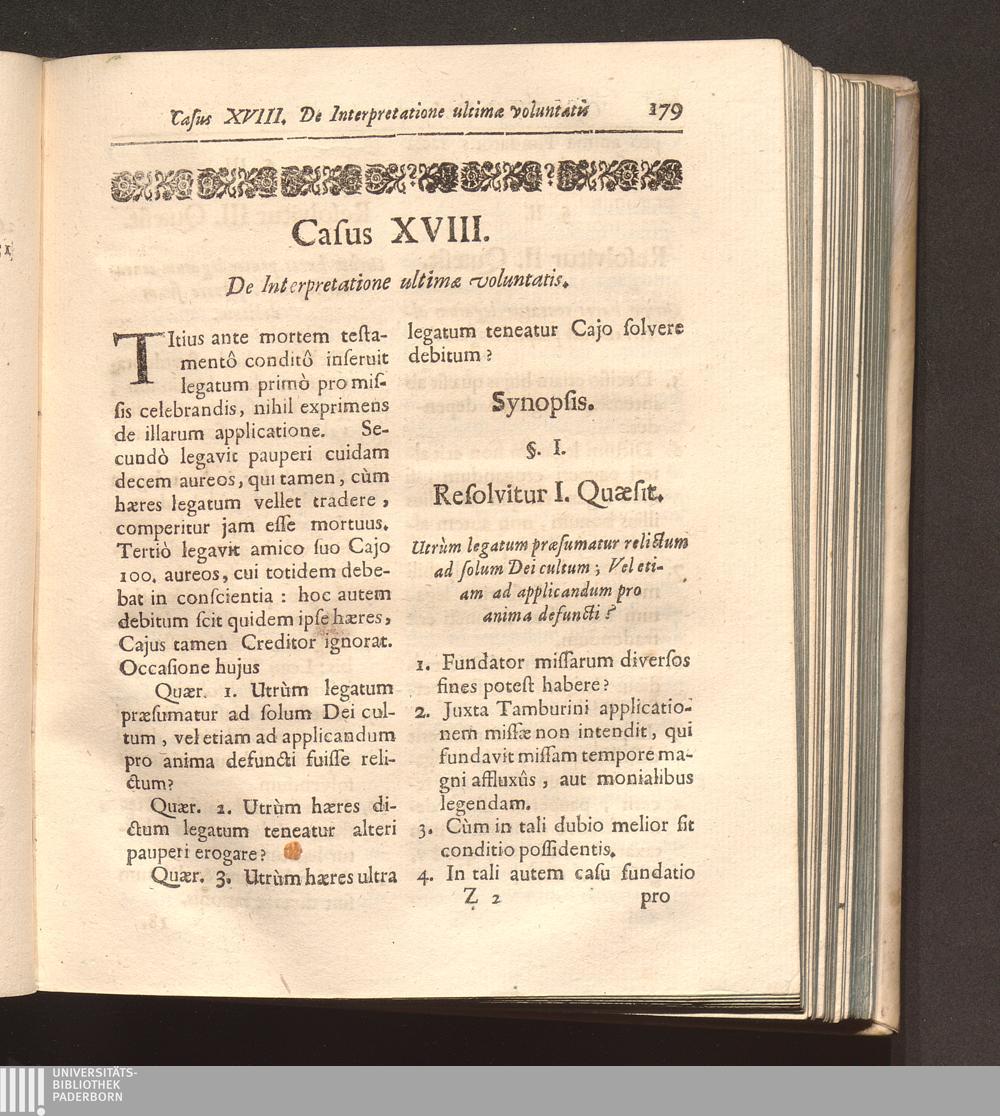 Casus XVIII. De Interpretatione ultimæ voluntatis 179
Caſus XVIII.
De Interpretatione ultimæ voluntatis.
TItius ante mortem teſta-
mentô conditô inſeruit
legatum primò pro miſ-
ſis celebrandis, nihil exprimens
de illarum applicatione. Se-
cundò legavit pauperi cuidam
decem aureos, qui tamen, cùm
hæres legatum vellet tradere,
comperitur jam eſſe mortuus.
Tertiò legavit amico ſuo Cajo
100. aureos, cui totidem debe-
bat in conſcientia : hoc autem
debitum ſcit quidem ipſe hæres,
Cajus tamen Creditor ignorat.
Occaſione hujus
Quær. 1. Utrùm legatum
præſumatur ad ſolum Dei cul-
tum, vel etiam ad applicandum
pro anima defuncti fuiſſe reli-
ctum?
Quær. 2. Utrùm hæres di-
ctum legatum teneatur alteri
pauperi erogare?
Quær. 3. Utrùm hæres ultra
legatum teneatur Cajo ſolvere
debitum?
Synopſis.
§. I.
Reſolvitur I. Quæſit.
Utrùm legatum præſumatur relictum
ad ſolum Dei cultum; Vel eti-
am ad applicandum pro
anima defuncti?
1. Fundator miſſarum diverſos
fines poteſt habere?
2. Juxta Tamburini applicatio-
nem miſſæ non intendit, qui
fundavit miſſam tempore ma-
gni affluxûs, aut monialibus
legendam.
3. Cùm in tali dubio melior ſit
conditio poſſidentis.
4. In tali autem caſu fundatio
Z 2 pro
UNIVERSITÄTS-
BIBLIOTHEK
PADERBORN